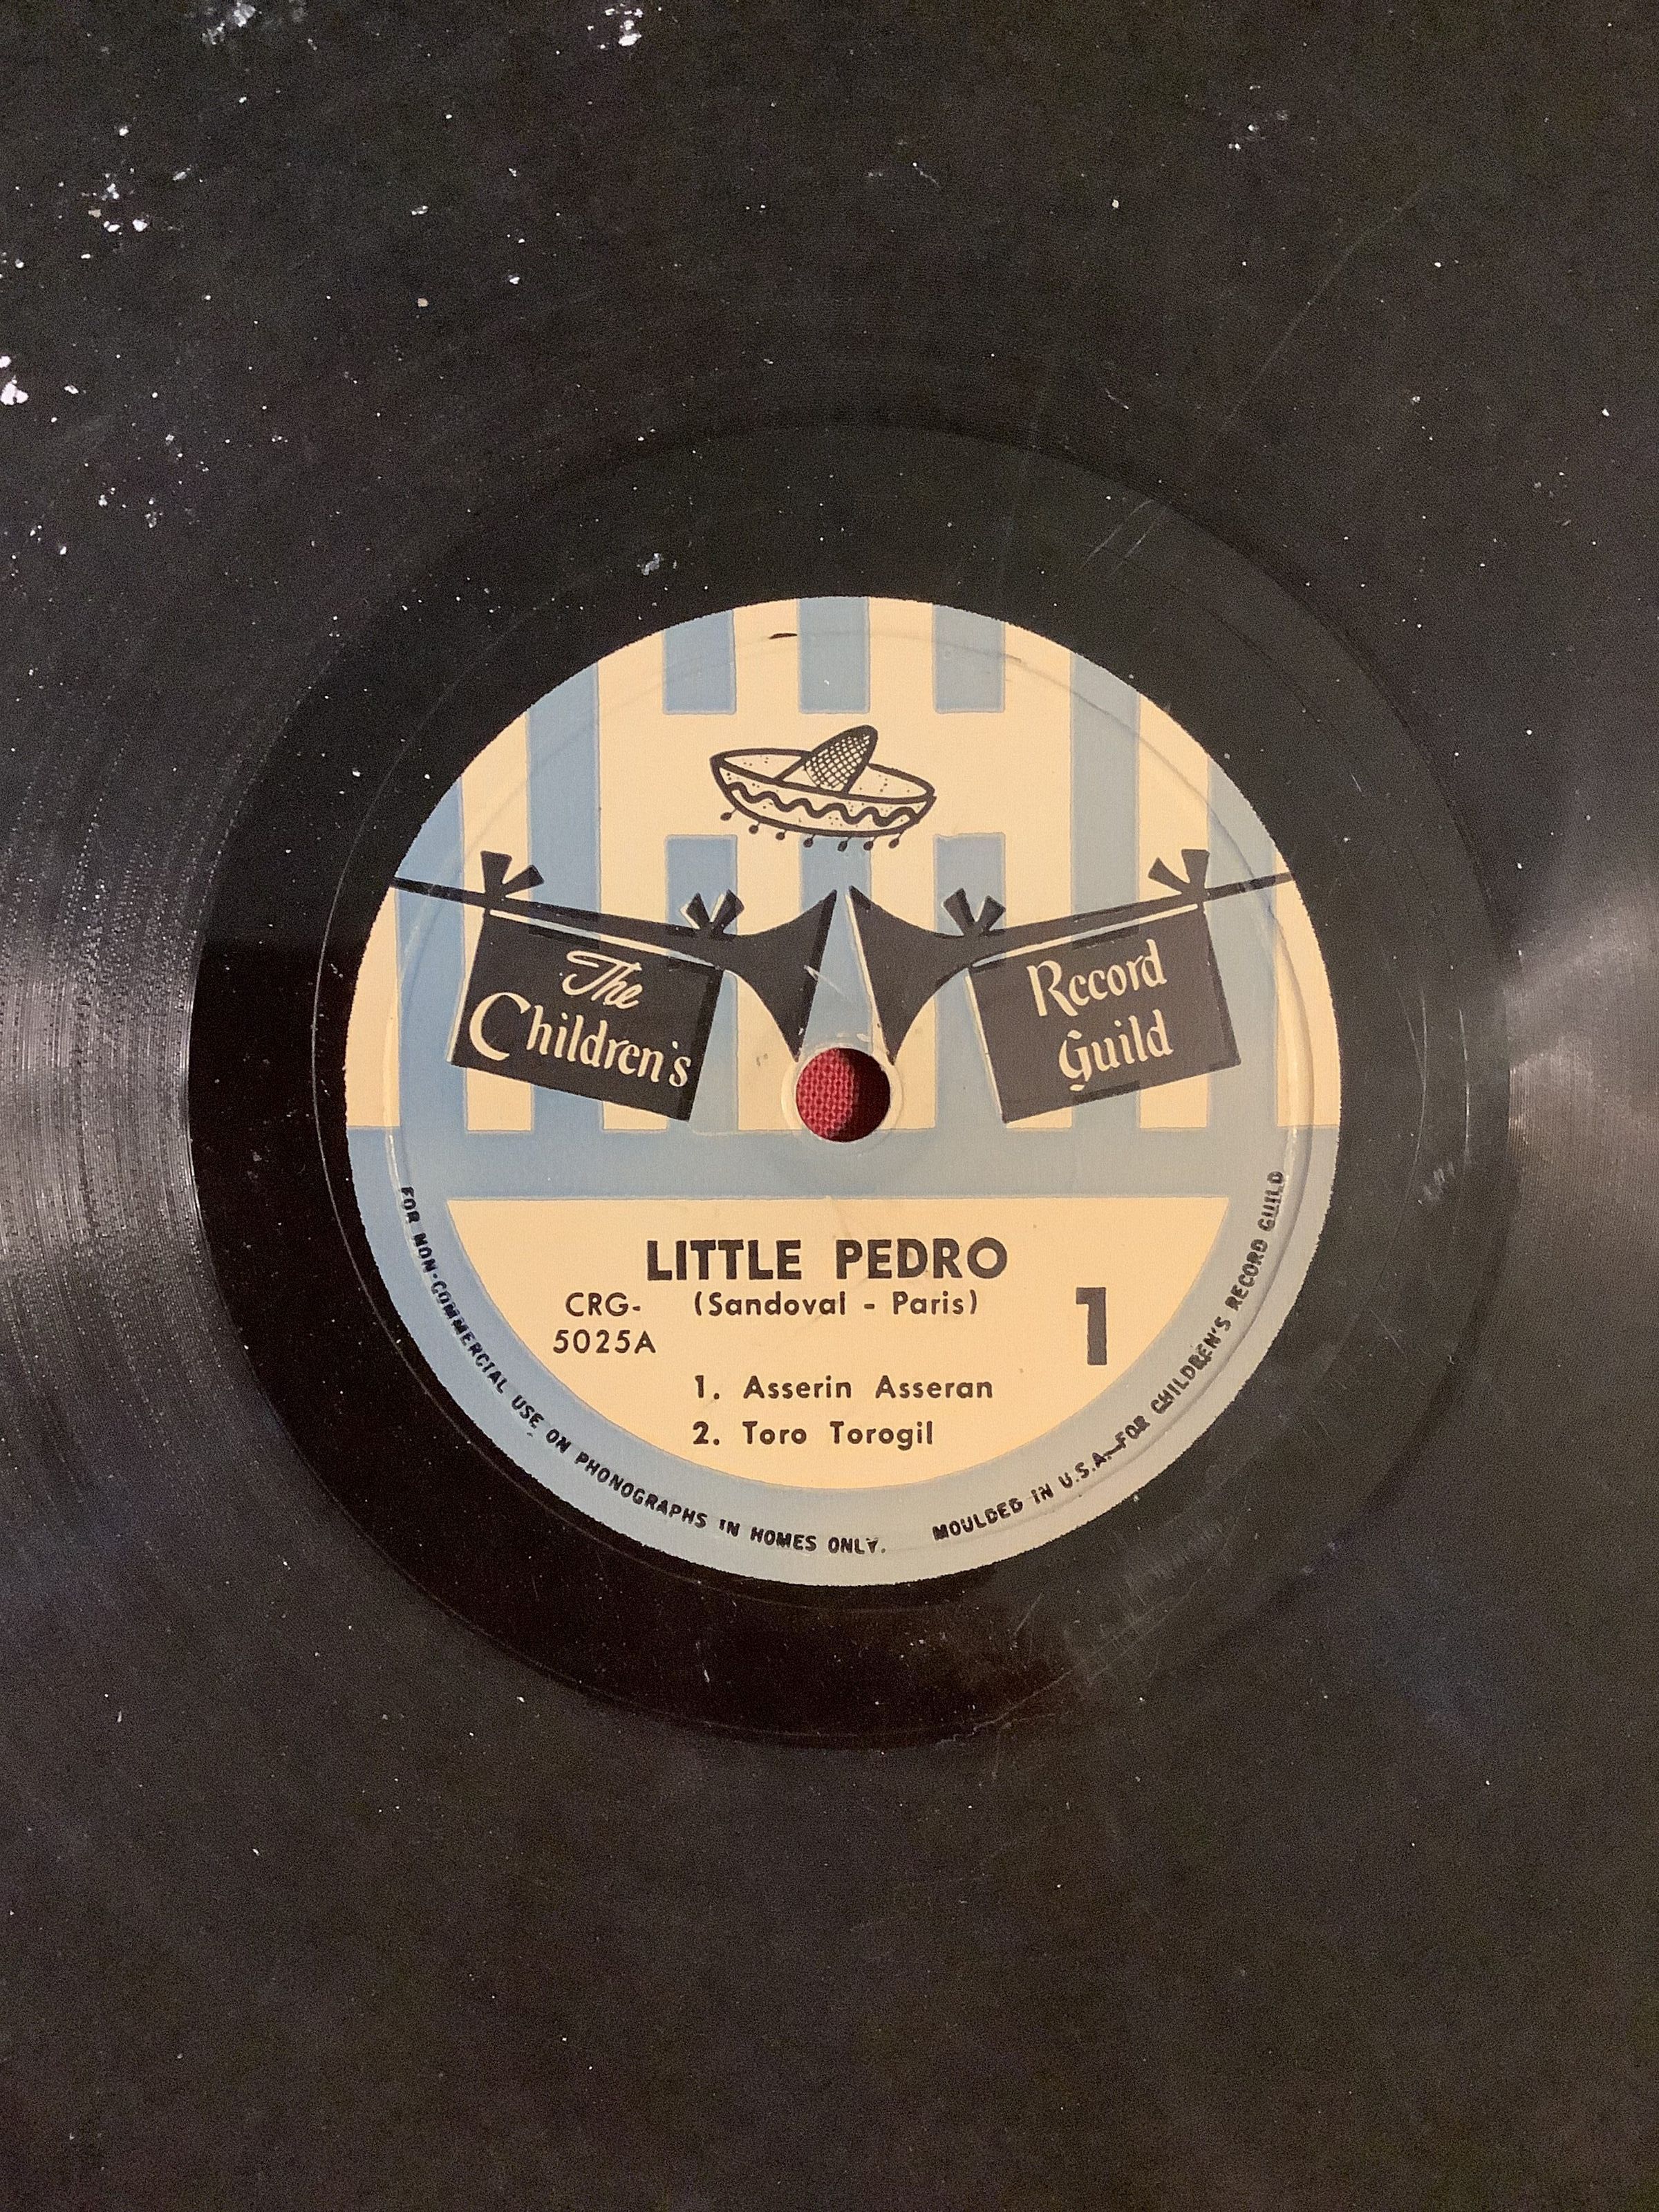 The
Children's
Record
Guild
LITTLE PEDRO
CRG-
5025A
(Sandoval - Paris)
1
1. Asserin Asseran
2. Toro Torogil
FOR NON-COMMERCIAL USE ON PHONOGRAPHS IN HOMES ONLY.
MOULDED IN U.S.A.—FOR CHILDREN'S RECORD GUILD